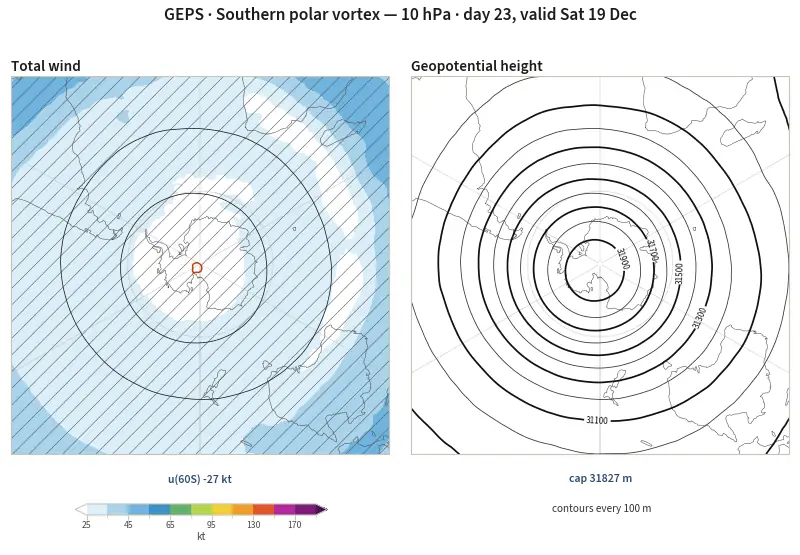 GEPS · Southern polar vortex — 10 hPa · day 23, valid Sat 19 Dec
Total wind
Geopotential height
31900
31700
31500
31300
31100
u(60S) -27 kt
cap 31827 m
contours every 100 m
25 45 65 95 130 170
kt